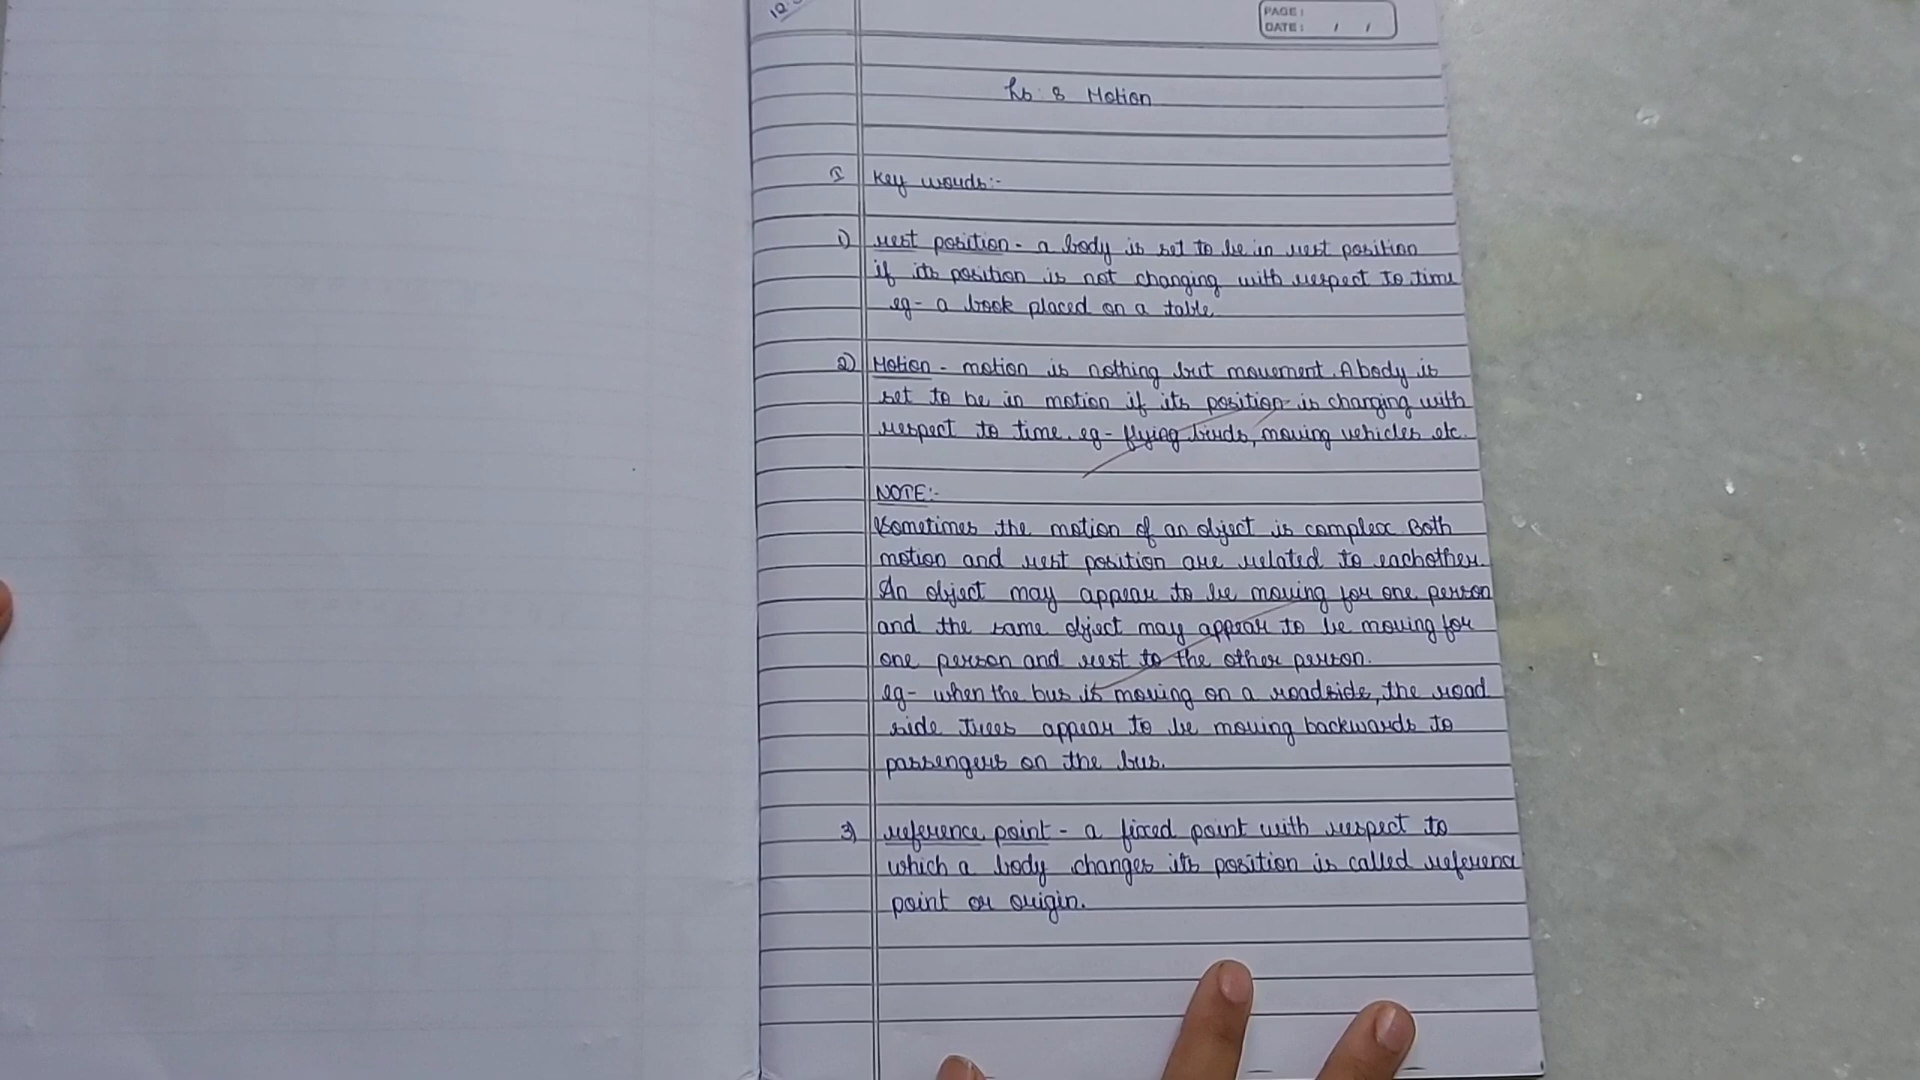 PAGE:
DATE: / /
Ls: 8 Motion
I Key words:-
1) rest position - a body is set to be in rest position
if its position is not changing with respect to time
eg- a book placed on a table
2) Motion - motion is nothing but movement. A body is
set to be in motion if its position is changing with
respect to time. eg- flying birds, moving vehicles etc.
NOTE:-
Sometimes the motion of an object is complex Both
motion and rest position are related to eachother.
An object may appear to be moving for one person
and the same object may appear to be moving for
one person and rest to the other person.
eg- when the bus is moving on a roadside, the road
side trees appear to be moving backwards to
passengers on the bus.
3) reference point - a fixed point with respect to
which a body changes its position is called reference
point or origin.